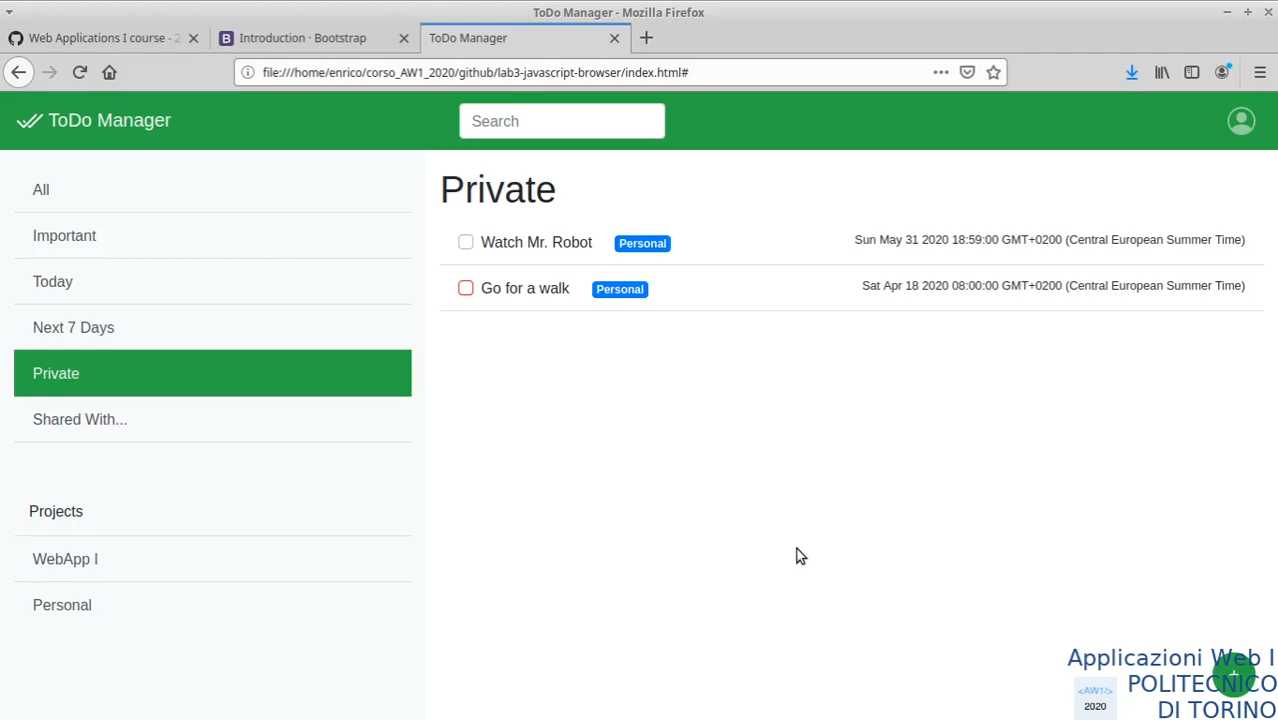 ToDo Manager - Mozilla Firefox
Web Applications I course - 2
Introduction · Bootstrap
ToDo Manager
file:///home/enrico/corso_AW1_2020/github/lab3-javascript-browser/index.html#
ToDo Manager
Search
All
Important
Today
Next 7 Days
Private
Shared With...
Projects
WebApp I
Personal
Private
Watch Mr. Robot Personal Sun May 31 2020 18:59:00 GMT+0200 (Central European Summer Time)
Go for a walk Personal Sat Apr 18 2020 08:00:00 GMT+0200 (Central European Summer Time)
Applicazioni Web I
POLITECNICO
DI TORINO
<AW1/>
2020